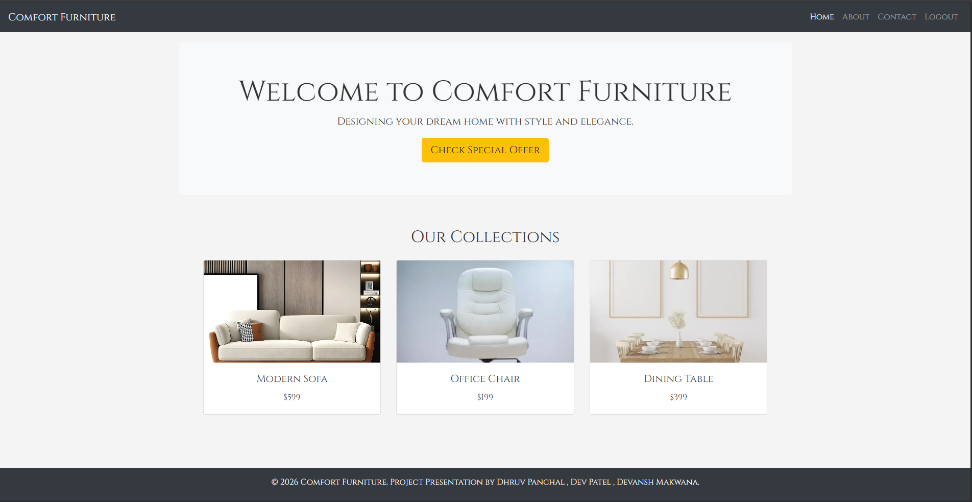 Comfort Furniture
Home About Contact Logout
Welcome to Comfort Furniture
Designing your dream home with style and elegance.
Check Special Offer
Our Collections
Modern Sofa
$599
Office Chair
$199
Dining Table
$399
© 2026 Comfort Furniture. Project Presentation by Dhruv Panchal , Dev Patel , Devansh Makwana.